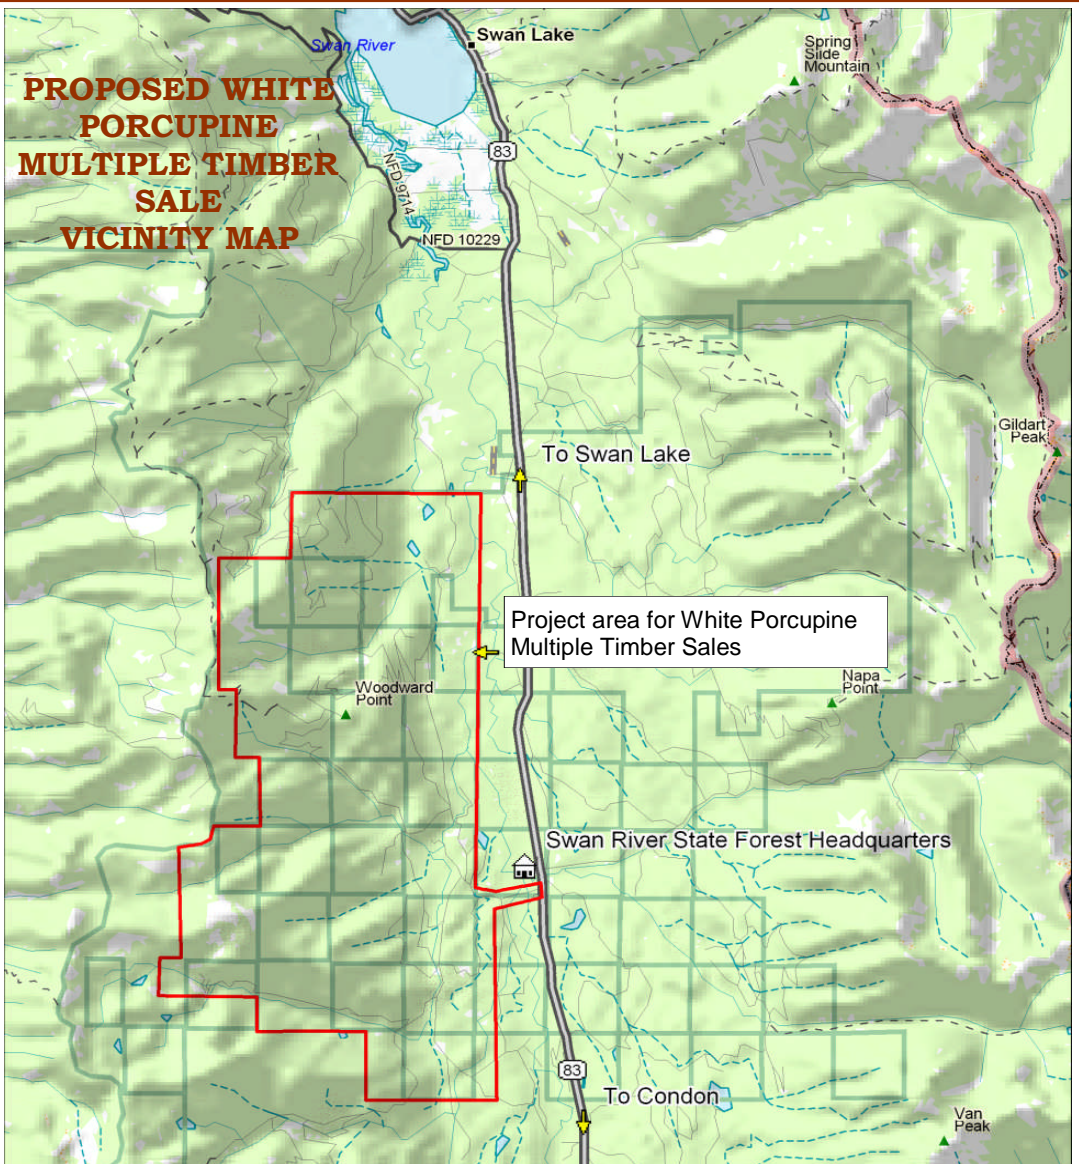 Swan River
Swan Lake
Spring
Slide
Mountain
PROPOSED WHITE
PORCUPINE
MULTIPLE TIMBER
SALE
VICINITY MAP
83
NFD 9714
NFD 10229
Gildart
Peak
To Swan Lake
Project area for White Porcupine
Multiple Timber Sales
Woodward
Point
Napa
Point
Swan River State Forest Headquarters
83
To Condon
Van
Peak